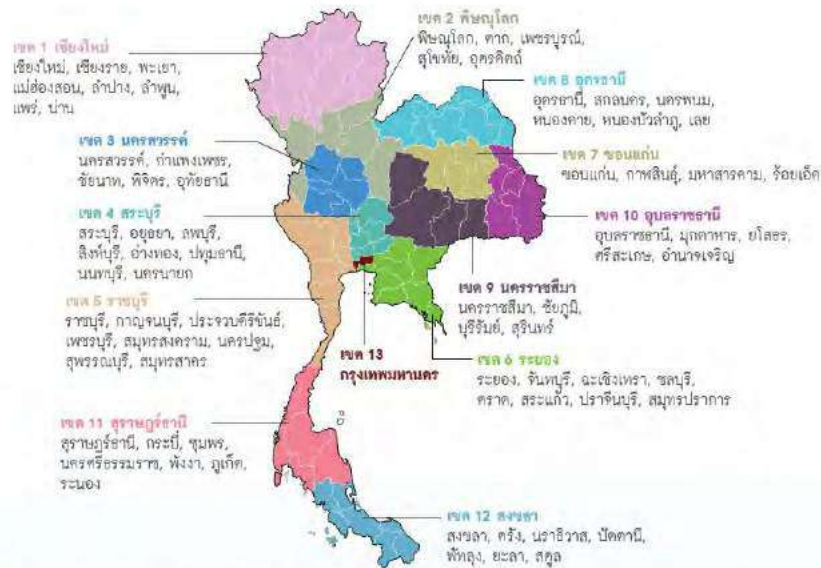 เขต 1 เชียงใหม่
เชียงใหม่, เชียงราย, พะเยา,
แม่ฮ่องสอน, ลำปาง, ลำพูน,
แพร่, น่าน
เขต 2 พิษณุโลก
พิษณุโลก, ตาก, เพชรบูรณ์,
สุโขทัย, อุตรดิตถ์
เขต 8 อุดรธานี
อุดรธานี, สกลนคร, นครพนม,
หนองคาย, หนองบัวลำภู, เลย
เขต 3 นครสวรรค์
นครสวรรค์, กำแพงเพชร,
ชัยนาท, พิจิตร, อุทัยธานี
เขต 7 ขอนแก่น
ขอนแก่น, กาฬสินธุ์, มหาสารคาม, ร้อยเอ็ด
เขต 4 สระบุรี
สระบุรี, อยุธยา, ลพบุรี,
สิงห์บุรี, อ่างทอง, ปทุมธานี,
นนทบุรี, นครนายก
เขต 10 อุบลราชธานี
อุบลราชธานี, มุกดาหาร, ยโสธร,
ศรีสะเกษ, อำนาจเจริญ
เขต 9 นครราชสีมา
นครราชสีมา, ชัยภูมิ,
บุรีรัมย์, สุรินทร์
เขต 5 ราชบุรี
ราชบุรี, กาญจนบุรี, ประจวบคีรีขันธ์,
เพชรบุรี, สมุทรสงคราม, นครปฐม,
สุพรรณบุรี, สมุทรสาคร
เขต 13
กรุงเทพมหานคร
เขต 6 ระยอง
ระยอง, จันทบุรี, ฉะเชิงเทรา, ชลบุรี,
ตราด, สระแก้ว, ปราจีนบุรี, สมุทรปราการ
เขต 11 สุราษฎร์ธานี
สุราษฎร์ธานี, กระบี่, ชุมพร,
นครศรีธรรมราช, พังงา, ภูเก็ต,
ระนอง
เขต 12 สงขลา
สงขลา, ตรัง, นราธิวาส, ปัตตานี,
พัทลุง, ยะลา, สตูล